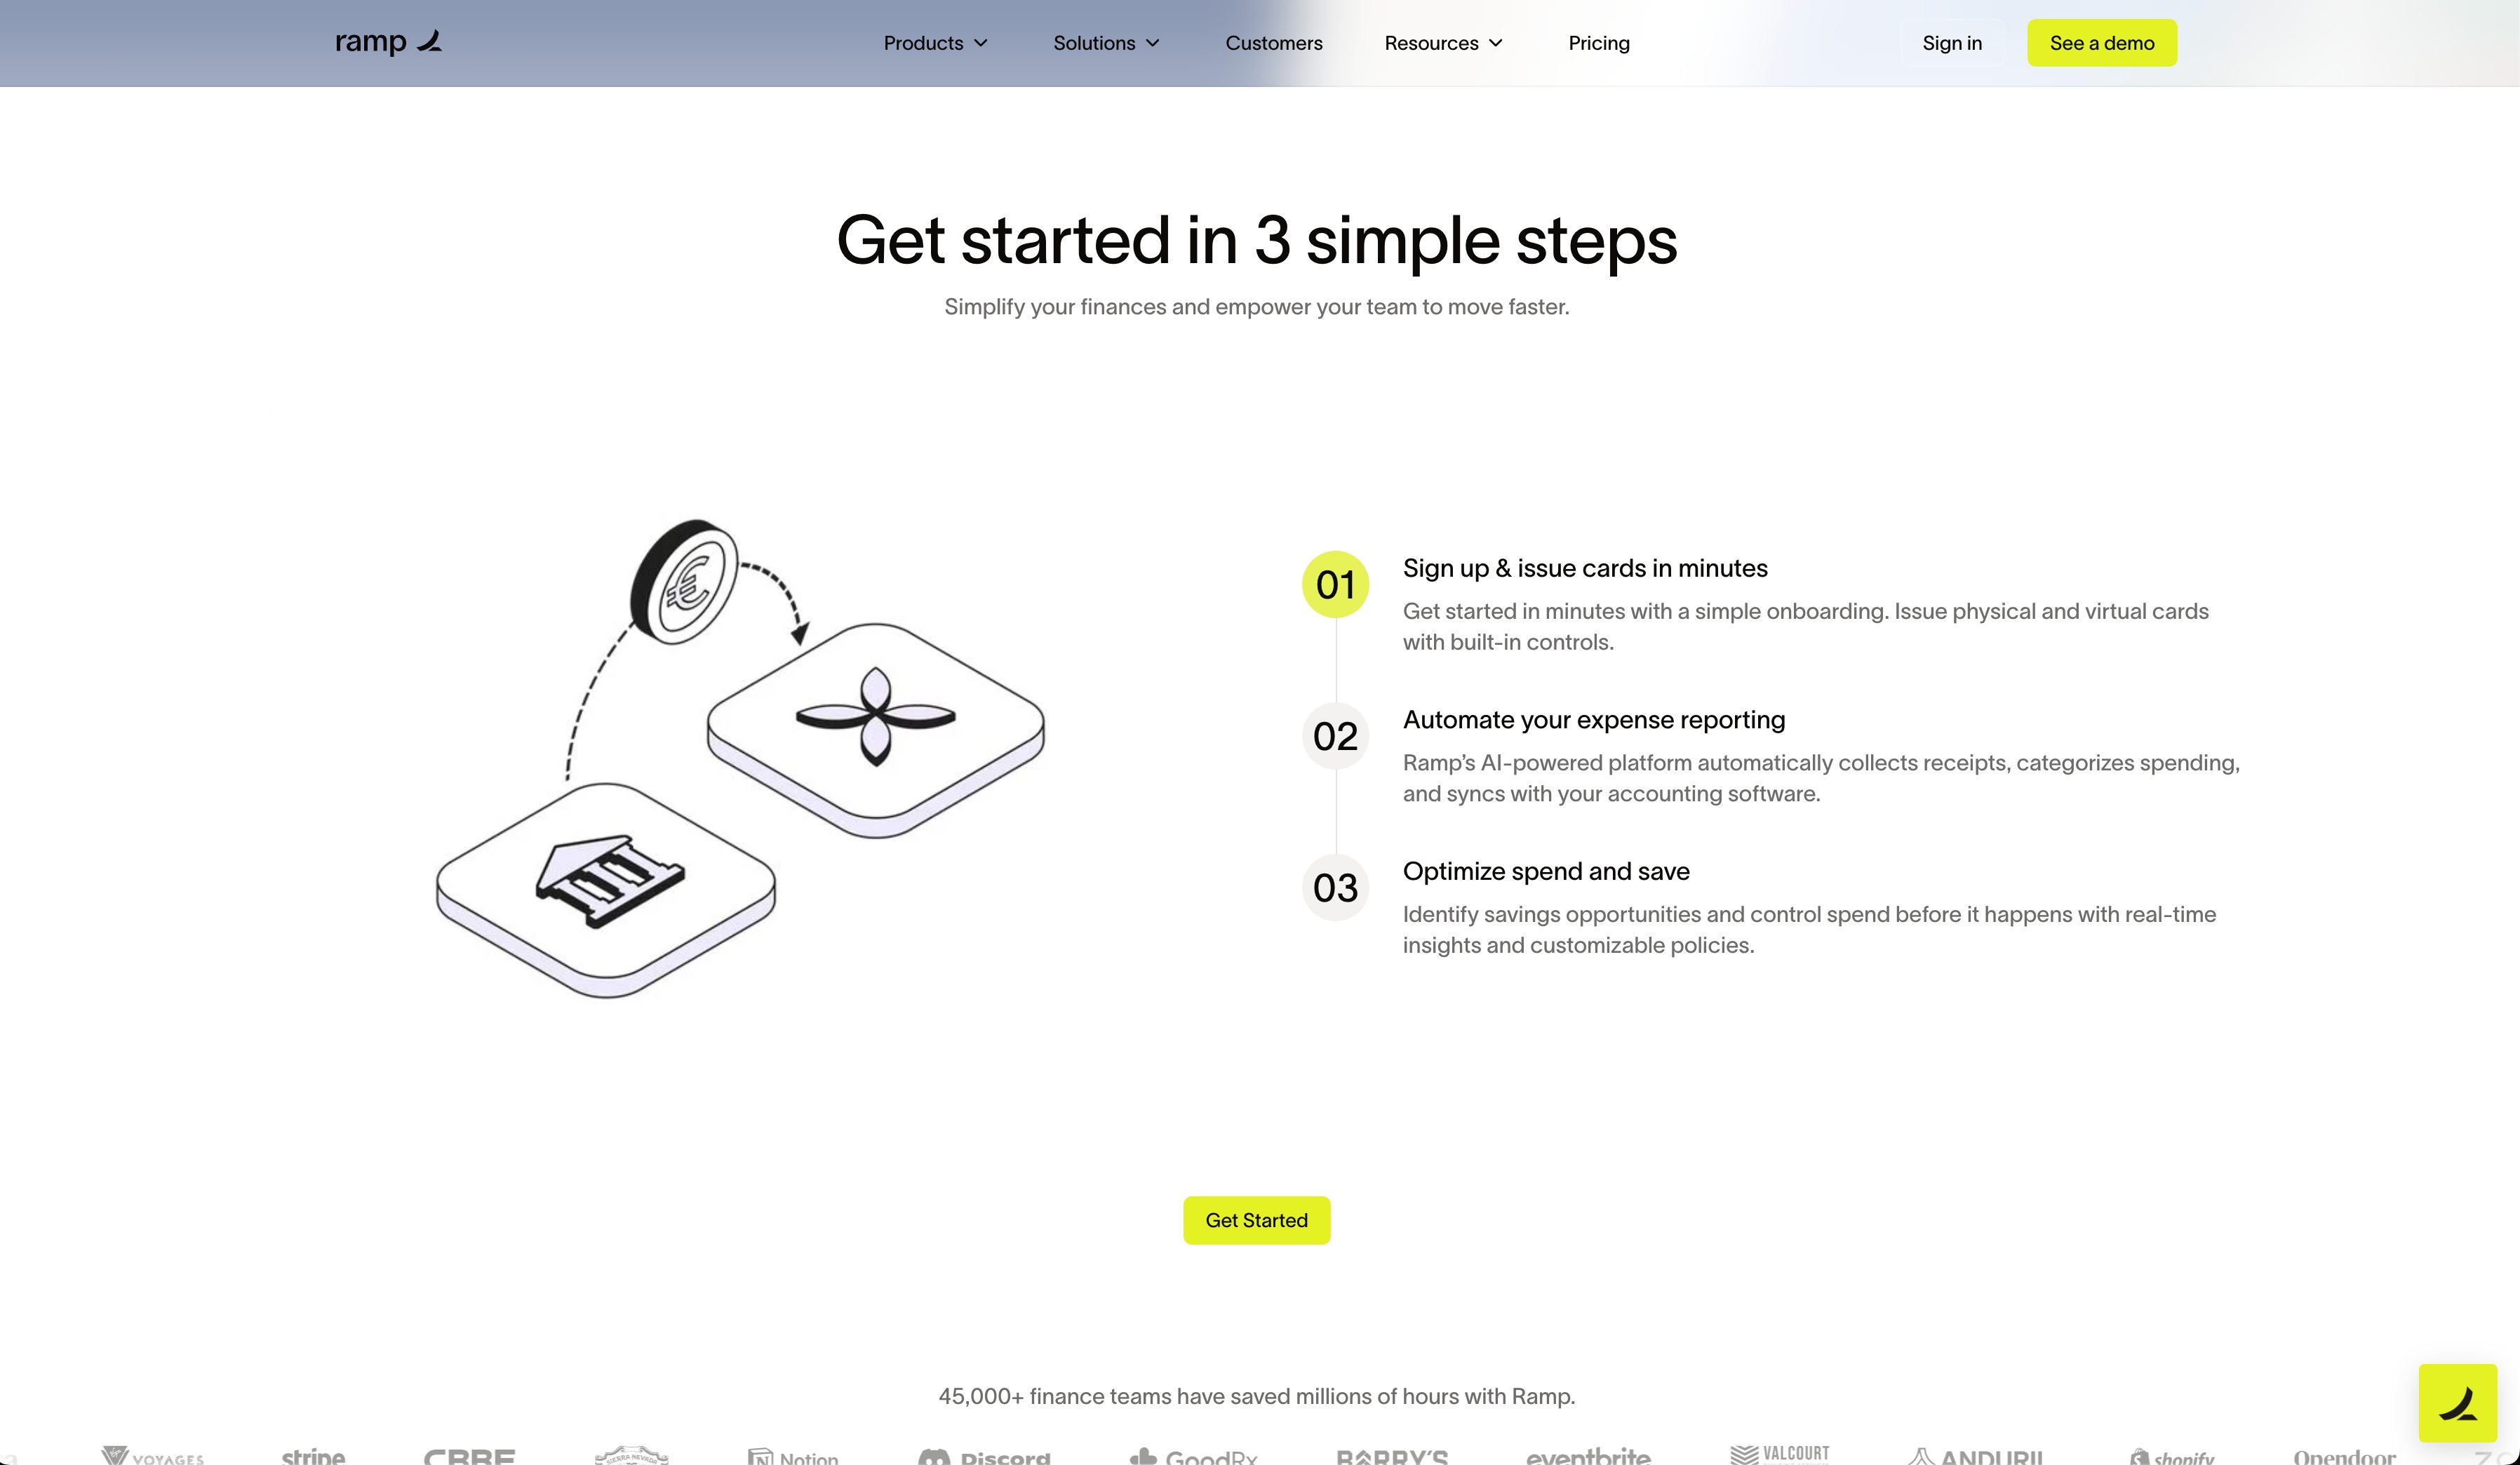 ramp
Products
Solutions
Customers
Resources
Pricing
Sign in
See a demo
Get started in 3 simple steps
Simplify your finances and empower your team to move faster.
€
01
Sign up & issue cards in minutes
Get started in minutes with a simple onboarding. Issue physical and virtual cards
with built-in controls.
02
Automate your expense reporting
Ramp’s AI-powered platform automatically collects receipts, categorizes spending,
and syncs with your accounting software.
03
Optimize spend and save
Identify savings opportunities and control spend before it happens with real-time
insights and customizable policies.
Get Started
45,000+ finance teams have saved millions of hours with Ramp.
VOYAGES
stripe
CBRE
SIERRA NEVADA
Notion
Discord
GoodRx
BARRY'S
eventbrite
VALCOURT
ANDURIL
shopify
Opendoor